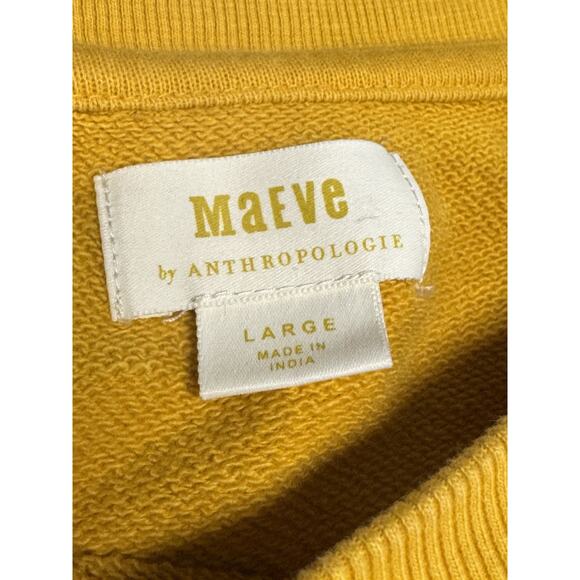 MaEVe
by ANTHROPOLOGIE
LARGE
MADE IN
INDIA